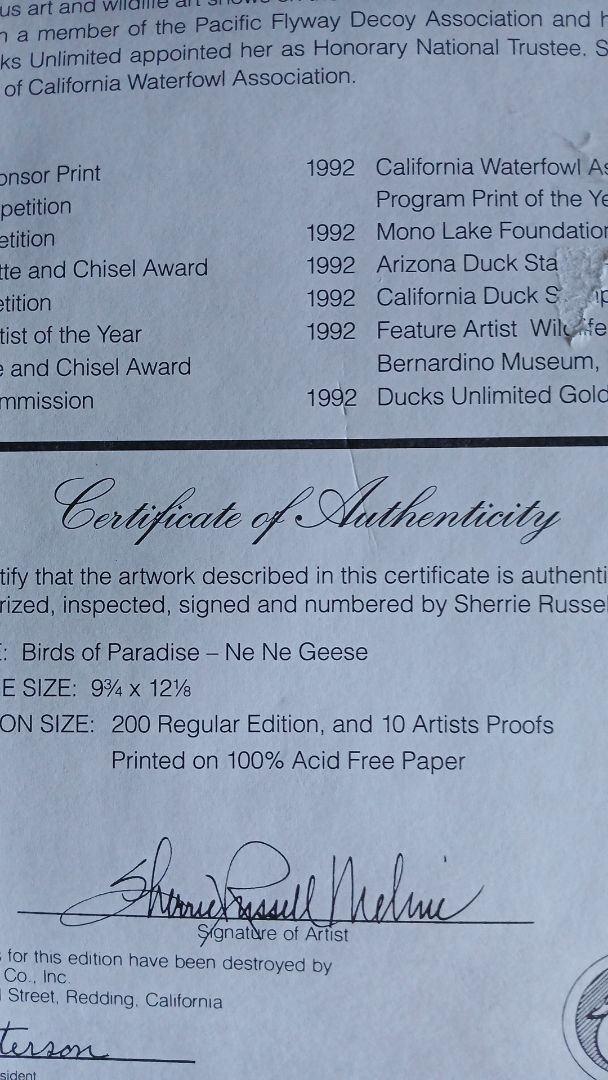 us art and wildlife art shows on
a member of the Pacific Flyway Decoy Association and h
ks Unlimited appointed her as Honorary National Trustee. S
of California Waterfowl Association.
onsor Print
petition
etition
tte and Chisel Award
etition
tist of the Year
e and Chisel Award
mmission
1992 California Waterfowl As
Program Print of the Ye
1992 Mono Lake Foundation
1992 Arizona Duck Sta
1992 California Duck S mp
1992 Feature Artist Wildlife
Bernardino Museum,
1992 Ducks Unlimited Gold
Certificate of Authenticity
tify that the artwork described in this certificate is authenti
rized, inspected, signed and numbered by Sherrie Russel
E: Birds of Paradise – Ne Ne Geese
E SIZE: 9¾ x 12⅛
ON SIZE: 200 Regular Edition, and 10 Artists Proofs
Printed on 100% Acid Free Paper
Sherrie Russell Meline
Signature of Artist
s for this edition have been destroyed by
Co., Inc.
Street, Redding, California
terson
sident